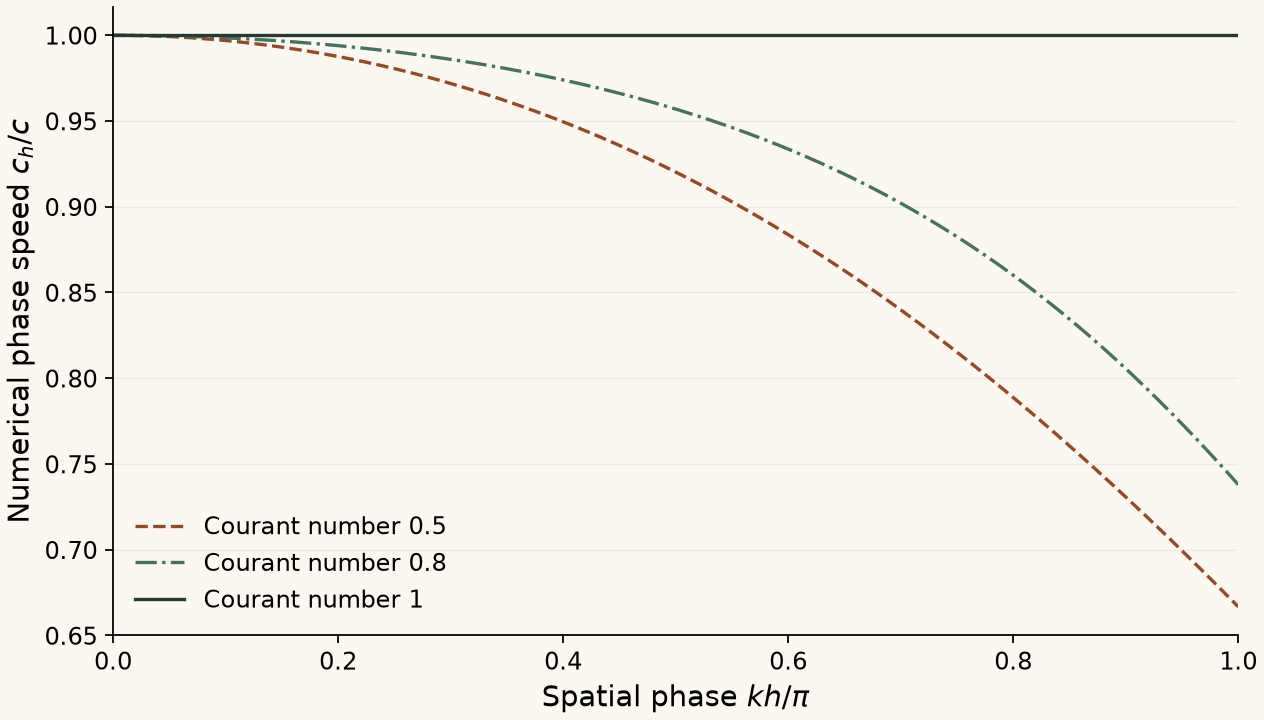 Numerical phase speed c_h/c
1.00
0.95
0.90
0.85
0.80
0.75
0.70
0.65
Courant number 0.5
Courant number 0.8
Courant number 1
0.0 0.2 0.4 0.6 0.8 1.0
Spatial phase kh/π